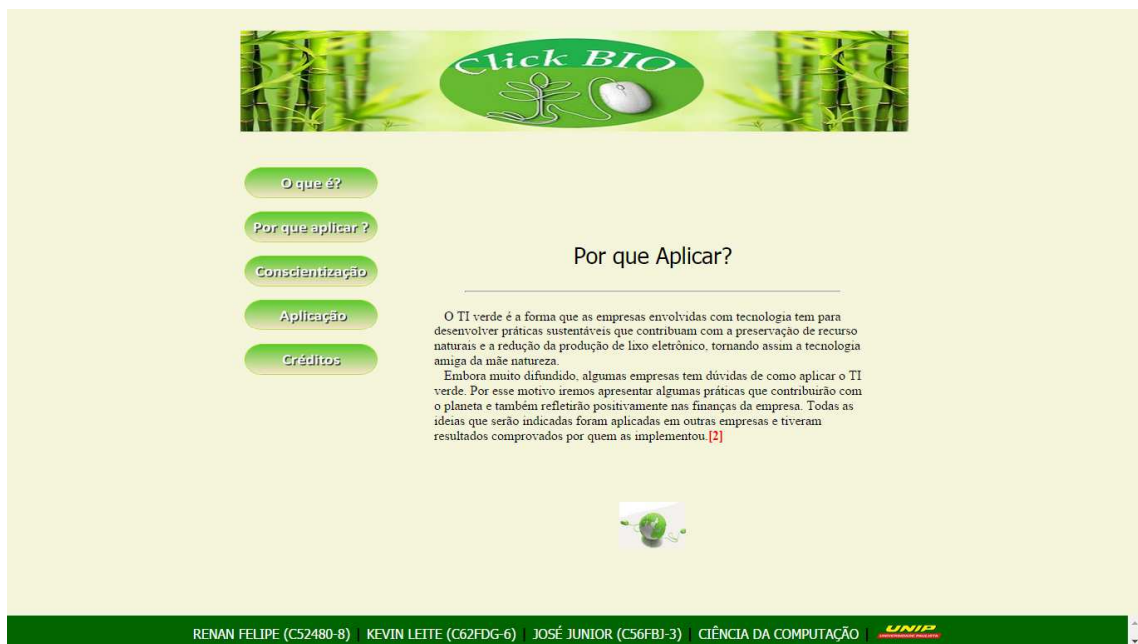 Click BIO
O que é?
Por que aplicar ?
Conscientização
Aplicação
Créditos
Por que Aplicar?
O TI verde é a forma que as empresas envolvidas com tecnologia tem para
desenvolver práticas sustentáveis que contribuam com a preservação de recurso
naturais e a redução da produção de lixo eletrônico, tornando assim a tecnologia
amiga da mãe natureza.
Embora muito difundido, algumas empresas tem dúvidas de como aplicar o TI
verde. Por esse motivo iremos apresentar algumas práticas que contribuirão com
o planeta e também refletirão positivamente nas finanças da empresa. Todas as
ideias que serão indicadas foram aplicadas em outras empresas e tiveram
resultados comprovados por quem as implementou.[2]
RENAN FELIPE (C52480-8) | KEVIN LEITE (C62FDG-6) | JOSÉ JUNIOR (C56FBJ-3) | CIÊNCIA DA COMPUTAÇÃO | UNIP